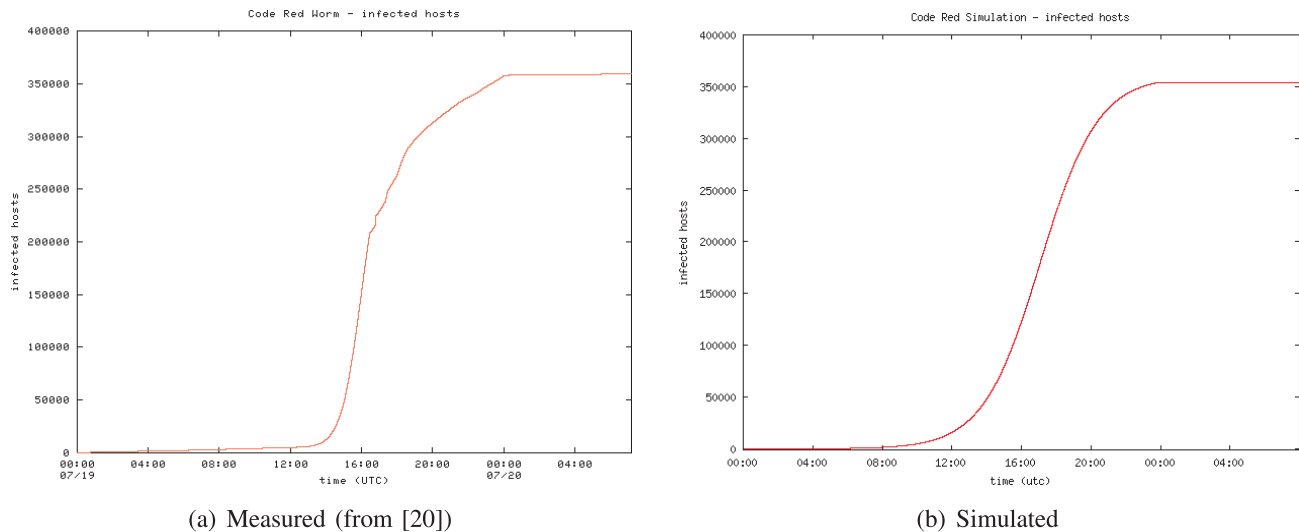 Code Red Worm - infected hosts
400000
350000
300000
250000
200000
150000
100000
50000
0
infected hosts
00:00 04:00 08:00 12:00 16:00 20:00 00:00 04:00
07/19 07/20
time (UTC)
(a) Measured (from [20])
Code Red Simulation - infected hosts
400000
350000
300000
250000
200000
150000
100000
50000
0
infected hosts
00:00 04:00 08:00 12:00 16:00 20:00 00:00 04:00
time (utc)
(b) Simulated